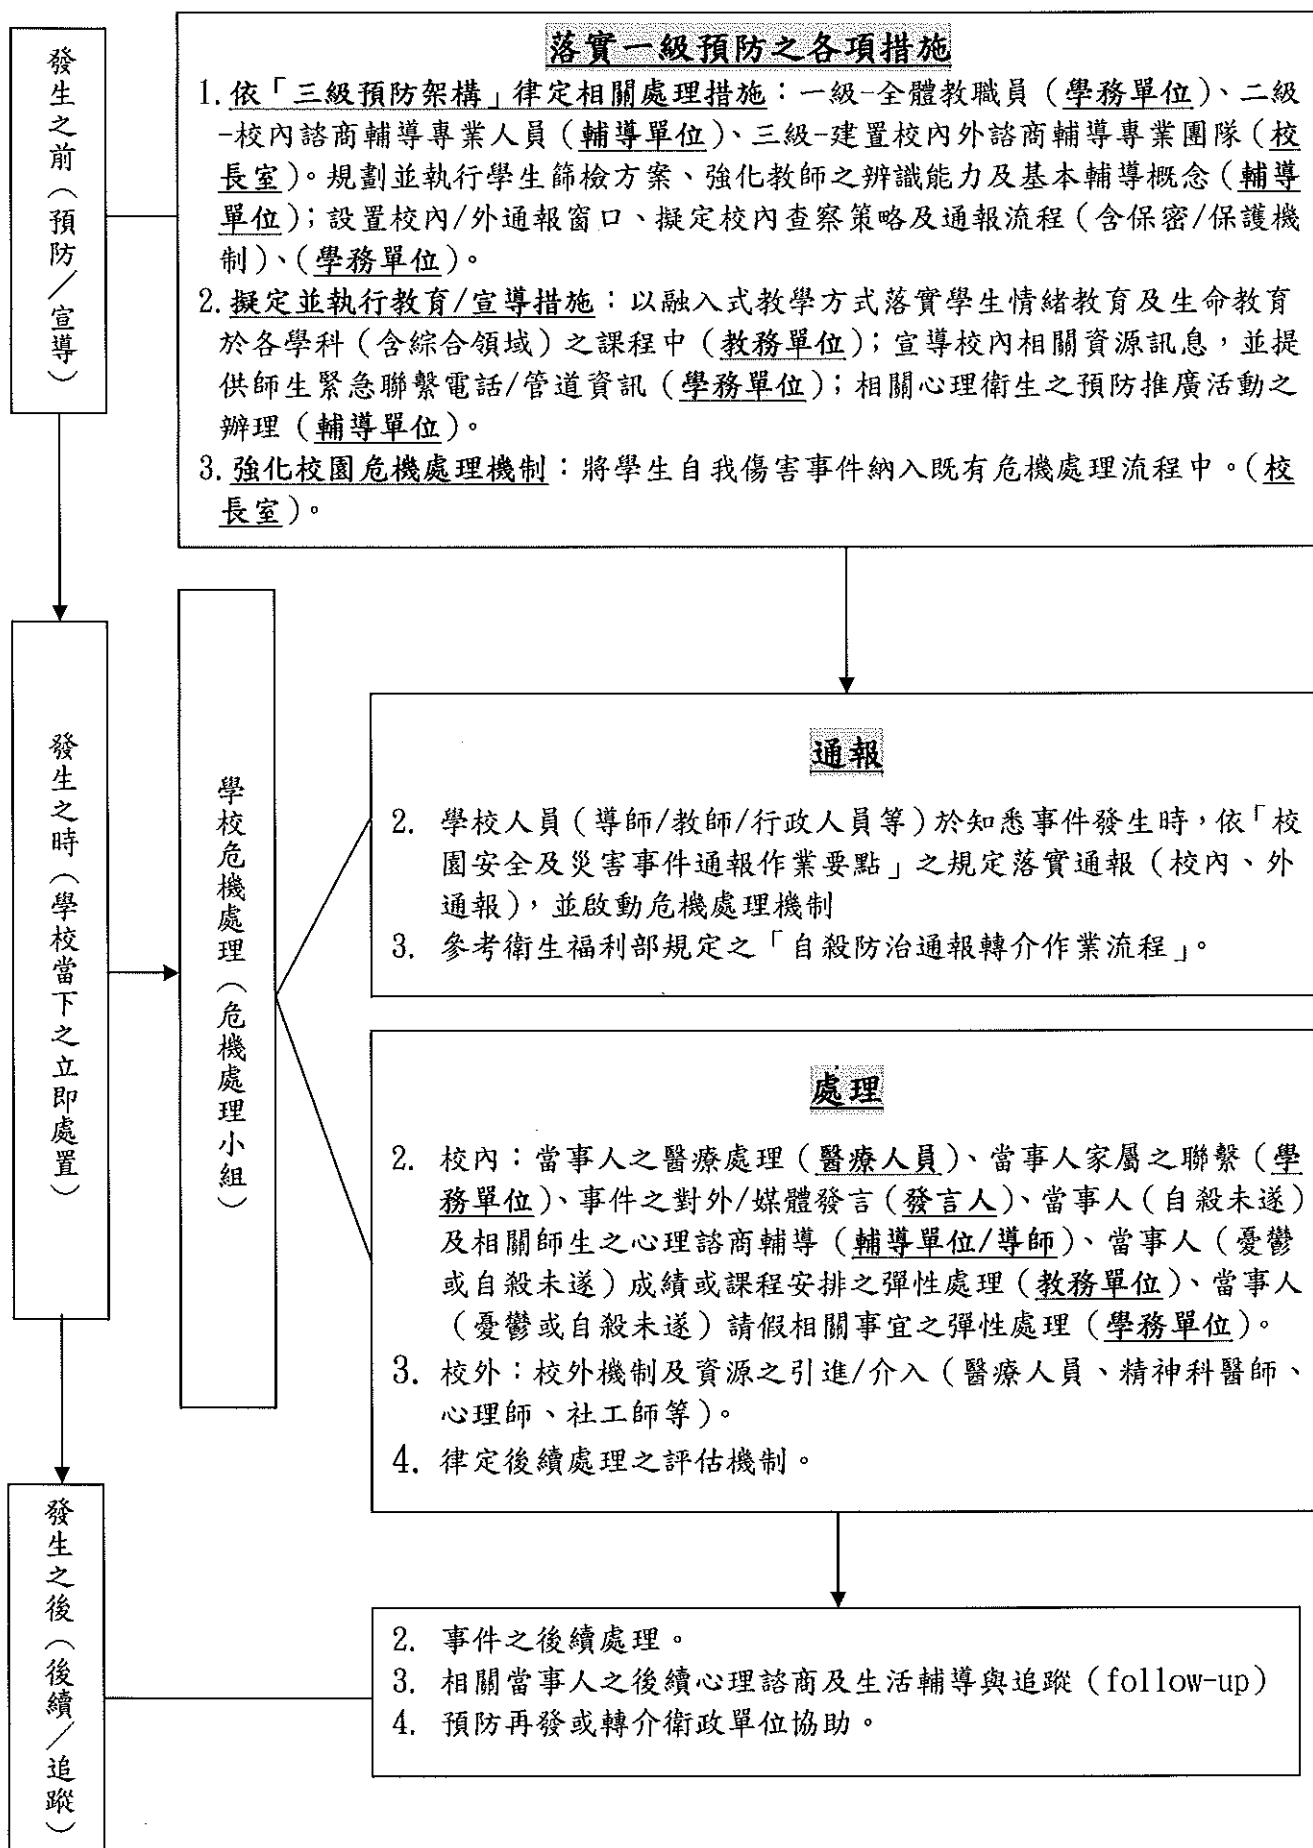 發生之前（預防／宣導）
落實一級預防之各項措施
1.依「三級預防架構」律定相關處理措施：一級-全體教職員（學務單位）、二級
-校內諮商輔導專業人員（輔導單位）、三級-建置校內外諮商輔導專業團隊（校
長室）。規劃並執行學生篩檢方案、強化教師之辨識能力及基本輔導概念（輔導
單位）；設置校內/外通報窗口、擬定校內查察策略及通報流程（含保密/保護機
制）、（學務單位）。
2.擬定並執行教育/宣導措施：以融入式教學方式落實學生情緒教育及生命教育
於各學科（含綜合領域）之課程中（教務單位）；宣導校內相關資源訊息，並提
供師生緊急聯繫電話/管道資訊（學務單位）；相關心理衛生之預防推廣活動之
辦理（輔導單位）。
3.強化校園危機處理機制：將學生自我傷害事件納入既有危機處理流程中。（校
長室）。
發生之時（學校當下之立即處置）
學校危機處理（危機處理小組）
通報
2. 學校人員（導師/教師/行政人員等）於知悉事件發生時，依「校
園安全及災害事件通報作業要點」之規定落實通報（校內、外
通報），並啟動危機處理機制
3. 參考衛生福利部規定之「自殺防治通報轉介作業流程」。
處理
2. 校內：當事人之醫療處理（醫療人員）、當事人家屬之聯繫（學
務單位）、事件之對外/媒體發言（發言人）、當事人（自殺未遂）
及相關師生之心理諮商輔導（輔導單位/導師）、當事人（憂鬱
或自殺未遂）成績或課程安排之彈性處理（教務單位）、當事人
（憂鬱或自殺未遂）請假相關事宜之彈性處理（學務單位）。
3. 校外：校外機制及資源之引進/介入（醫療人員、精神科醫師、
心理師、社工師等）。
4. 律定後續處理之評估機制。
發生之後（後續／追蹤）
2. 事件之後續處理。
3. 相關當事人之後續心理諮商及生活輔導與追蹤（follow-up）
4. 預防再發或轉介衛政單位協助。